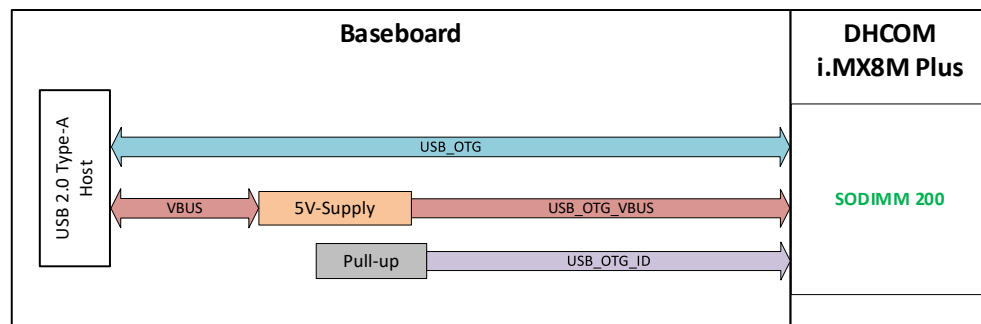 Baseboard
DHCOM
i.MX8M Plus
USB 2.0 Type-A
Host
USB_OTG
VBUS
5V-Supply
USB_OTG_VBUS
SODIMM 200
Pull-up
USB_OTG_ID